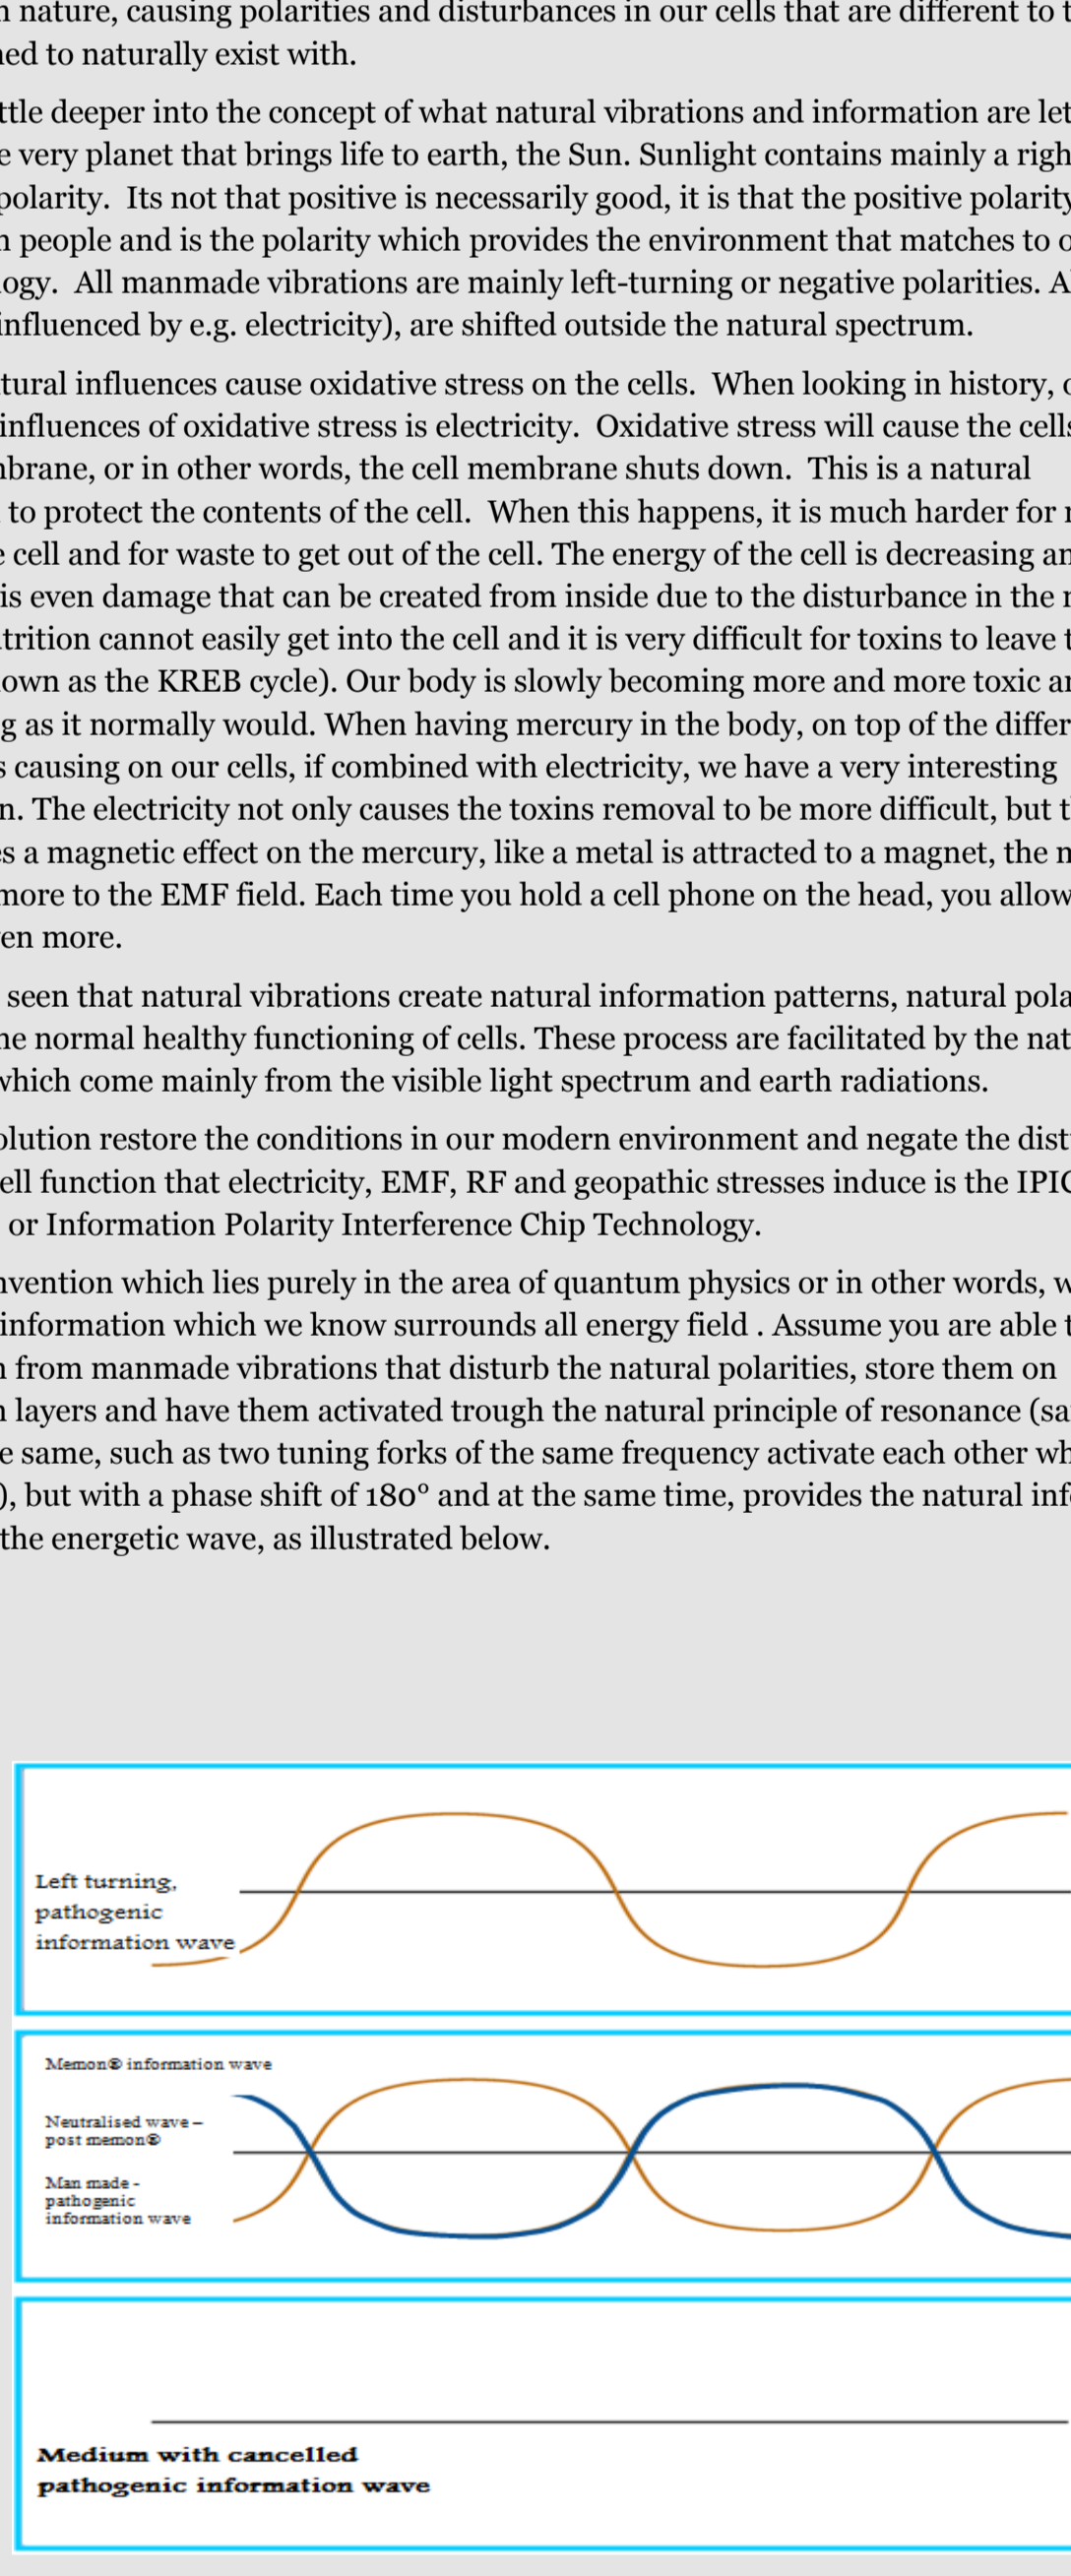 nature, causing polarities and disturbances in our cells that are different to
to naturally exist with.
deeper into the concept of what natural vibrations and information are let
very planet that brings life to earth, the Sun. Sunlight contains mainly a
polarity. Its not that positive is necessarily good, it is that the positive polarity
people and is the polarity which provides the environment that matches to
All manmade vibrations are mainly left-turning or negative polarities.
influenced by e.g. electricity), are shifted outside the natural spectrum.
influences cause oxidative stress on the cells. When looking in history,
influences of oxidative stress is electricity. Oxidative stress will cause the cells
or in other words, the cell membrane shuts down. This is a natural
to protect the contents of the cell. When this happens, it is much harder for
cell and for waste to get out of the cell. The energy of the cell is decreasing
is even damage that can be created from inside due to the disturbance in the
cannot easily get into the cell and it is very difficult for toxins to leave
as the KREB cycle). Our body is slowly becoming more and more toxic
as it normally would. When having mercury in the body, on top of the
causing on our cells, if combined with electricity, we have a very interesting
The electricity not only causes the toxins removal to be more difficult, but
a magnetic effect on the mercury, like a metal is attracted to a magnet, the
more to the EMF field. Each time you hold a cell phone on the head, you allow
more.
seen that natural vibrations create natural information patterns, natural
normal healthy functioning of cells. These process are facilitated by the
which come mainly from the visible light spectrum and earth radiations.
restore the conditions in our modern environment and negate the
function that electricity, EMF, RF and geopathic stresses induce is the
or Information Polarity Interference Chip Technology.
which lies purely in the area of quantum physics or in other words,
information which we know surrounds all energy field . Assume you are able
from manmade vibrations that disturb the natural polarities, store them on
layers and have them activated trough the natural principle of resonance
same, such as two tuning forks of the same frequency activate each other
), but with a phase shift of 180° and at the same time, provides the natural
the energetic wave, as illustrated below.
Left turning,
pathogenic
information wave
Memon® information wave
Neutralised wave –
post memon®
Man made -
pathogenic
information wave
Medium with cancelled
pathogenic information wave